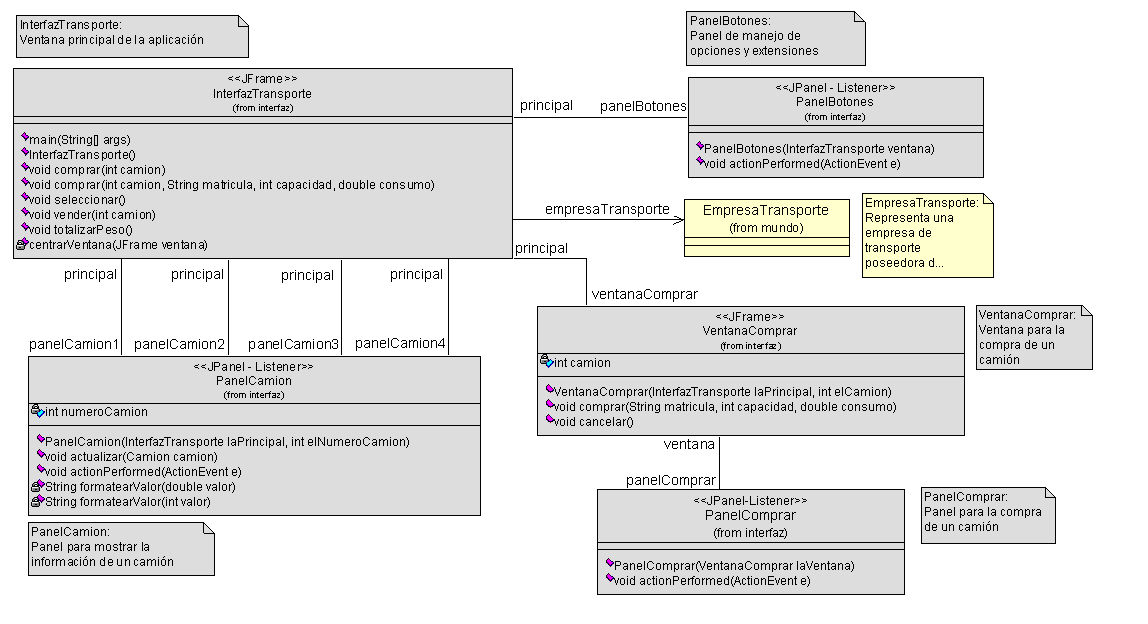 InterfazTransporte:
Ventana principal de la aplicación
PanelBotones:
Panel de manejo de
opciones y extensiones
<<JFrame>>
InterfazTransporte
(from interfaz)
main(String[] args)
InterfazTransporte()
void comprar(int camion)
void comprar(int camion, String matricula, int capacidad, double consumo)
void seleccionar()
void vender(int camion)
void totalizarPeso()
centrarVentana(JFrame ventana)
principal
panelBotones
<<JPanel - Listener>>
PanelBotones
(from interfaz)
PanelBotones(InterfazTransporte ventana)
void actionPerformed(ActionEvent e)
empresaTransporte
EmpresaTransporte
(from mundo)
EmpresaTransporte:
Representa una
empresa de
transporte
poseedora d...
principal
ventanaComprar
principal
principal
principal
principal
panelCamion1
panelCamion2
panelCamion3
panelCamion4
<<JFrame>>
VentanaComprar
(from interfaz)
int camion
VentanaComprar(InterfazTransporte laPrincipal, int elCamion)
void comprar(String matricula, int capacidad, double consumo)
void cancelar()
VentanaComprar:
Ventana para la
compra de un
camión
<<JPanel - Listener>>
PanelCamion
(from interfaz)
int numeroCamion
PanelCamion(InterfazTransporte laPrincipal, int elNumeroCamion)
void actualizar(Camion camion)
void actionPerformed(ActionEvent e)
String formatearValor(double valor)
String formatearValor(int valor)
ventana
panelComprar
<<JPanel-Listener>>
PanelComprar
(from interfaz)
PanelComprar(VentanaComprar laVentana)
void actionPerformed(ActionEvent e)
PanelComprar:
Panel para la compra
de un camión
PanelCamion:
Panel para mostrar la
información de un camión